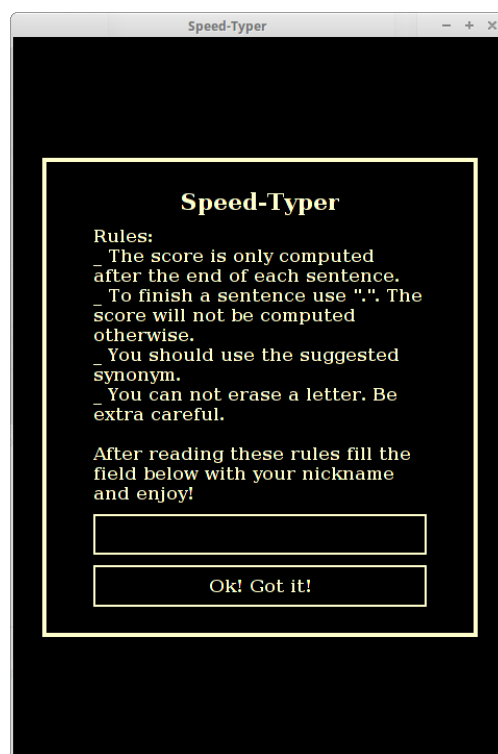 Speed-Typer
Speed-Typer
Rules:
_ The score is only computed
after the end of each sentence.
_ To finish a sentence use ".". The
score will not be computed
otherwise.
_ You should use the suggested
synonym.
_ You can not erase a letter. Be
extra careful.
After reading these rules fill the
field below with your nickname
and enjoy!
Ok! Got it!